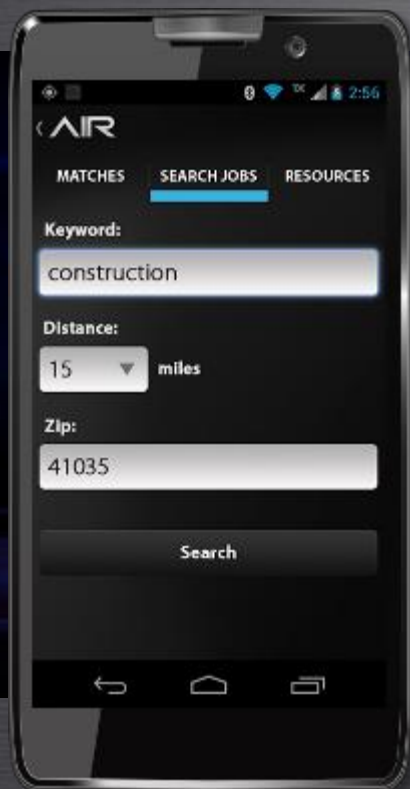 2:56
AIR
MATCHES SEARCH JOBS RESOURCES
Keyword:
construction
Distance:
15 miles
Zip:
41035
Search